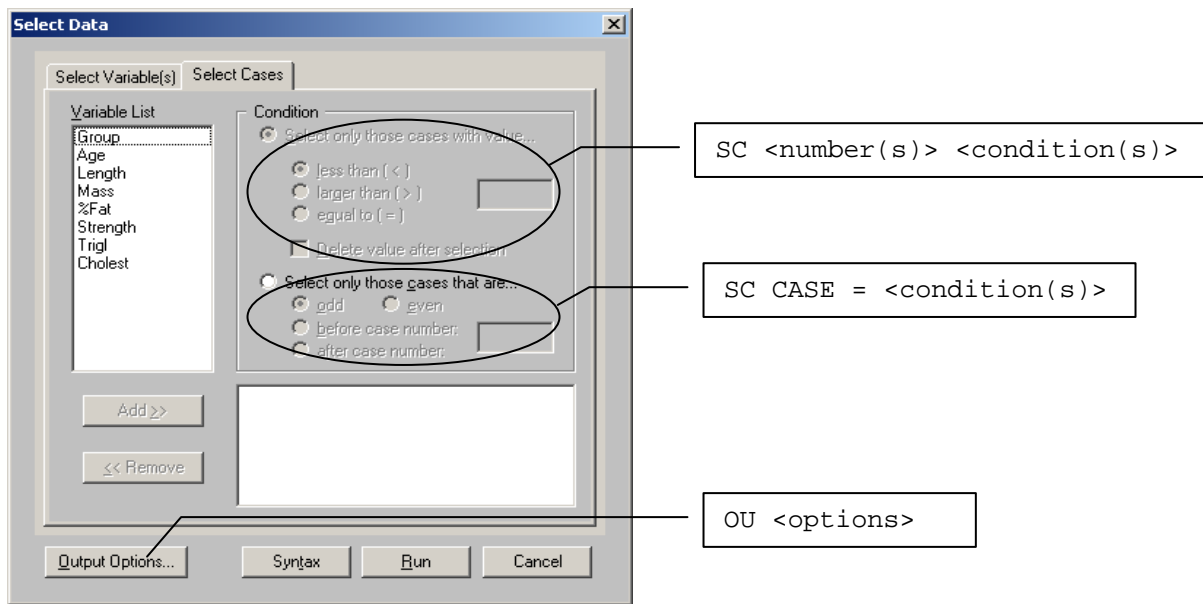 Select Data
Select Variable(s) Select Cases
Variable List
Group
Age
Length
Mass
%Fat
Strength
Trigl
Cholest
Condition
Select only those cases with value...
less than ( < )
larger than ( > )
equal to ( = )
Delete value after selection
Select only those cases that are...
odd even
before case number:
after case number:
Add >>
<< Remove
Output Options... Syntax Run Cancel
SC <number(s)> <condition(s)>
SC CASE = <condition(s)>
OU <options>